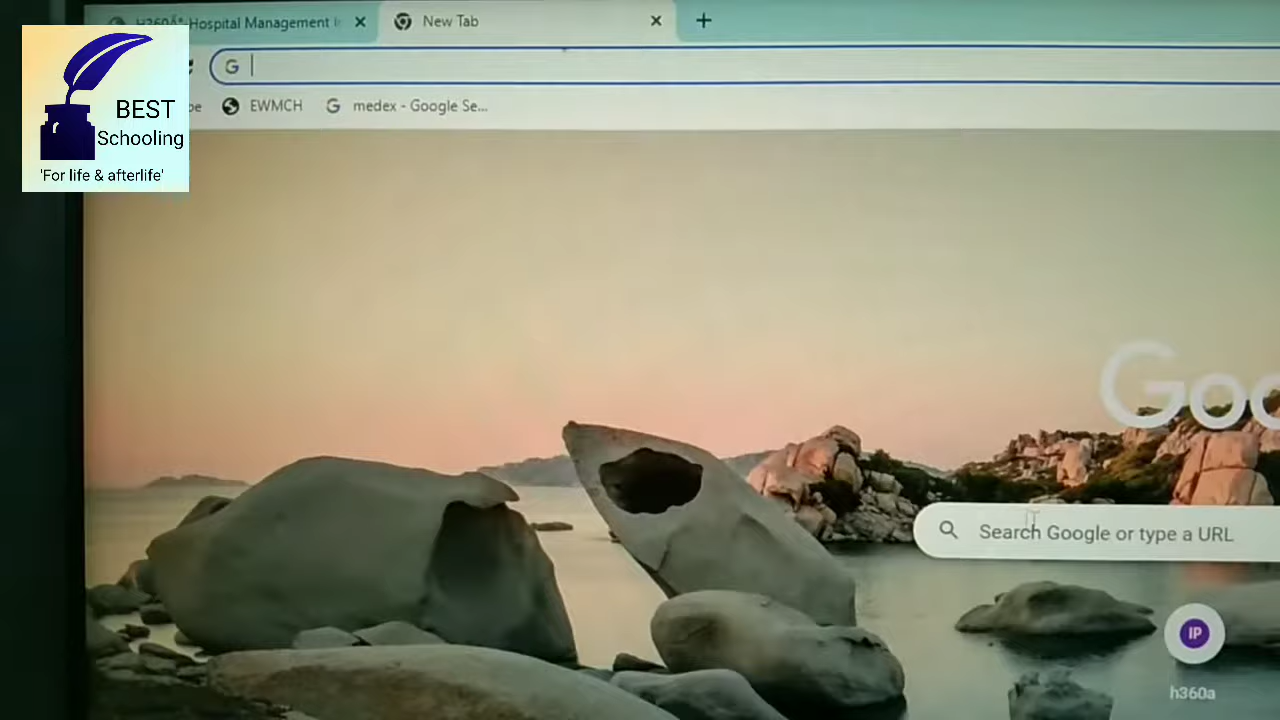 Hospital Management
New Tab
EWMCH
medex - Google Se...
BEST
Schooling
'For life & afterlife'
Goo
Search Google or type a URL
IP
h360a